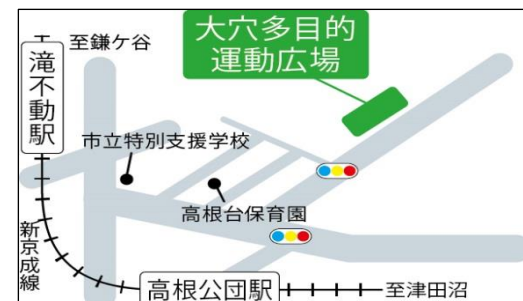 至鎌ケ谷
大穴多目的
運動広場
滝不動駅
市立特別支援学校
高根台保育園
新京成線
高根公団駅
至津田沼